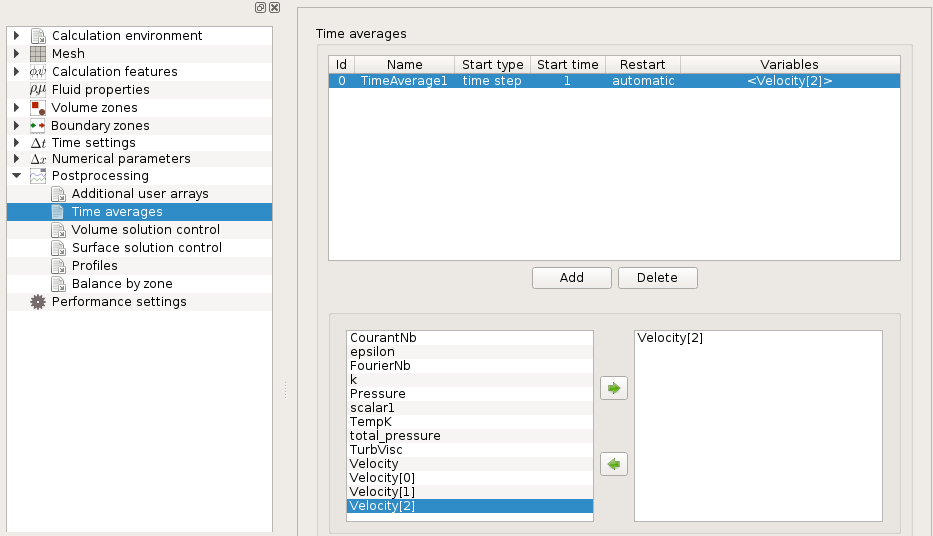 Calculation environment
Mesh
ϕ,ψ Calculation features
ρ,μ Fluid properties
Volume zones
Boundary zones
Δt Time settings
Δx Numerical parameters
Postprocessing
Additional user arrays
Time averages
Volume solution control
Surface solution control
Profiles
Balance by zone
Performance settings
Time averages
Id Name Start type Start time Restart Variables
0 TimeAverage1 time step 1 automatic <Velocity[2]>
Add Delete
CourantNb
epsilon
FourierNb
k
Pressure
scalar1
TempK
total_pressure
TurbVisc
Velocity
Velocity[0]
Velocity[1]
Velocity[2]
Velocity[2]